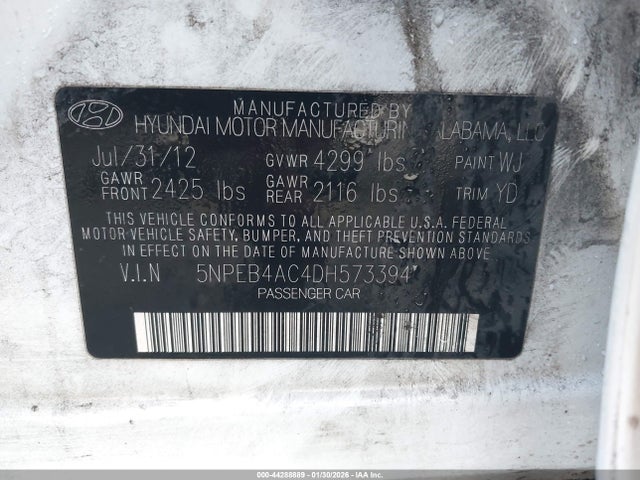 MANUFACTURED BY
HYUNDAI MOTOR MANUFACTURIN LABAMA, LLC
Jul/31/12 GVWR 4299 lbs PAINT WJ
GAWR FRONT 2425 lbs GAWR REAR 2116 lbs TRIM YD
THIS VEHICLE CONFORMS TO ALL APPLICABLE U.S.A. FEDERAL
MOTOR VEHICLE SAFETY, BUMPER, AND THEFT PREVENTION STANDARDS
IN EFFECT ON THE DATE OF MANUFACTURE SHOWN ABOVE
V.I.N 5NPEB4AC4DH573394
PASSENGER CAR
000-44288889 - 01/30/2026 - IAA Inc. - COPYRIGHT